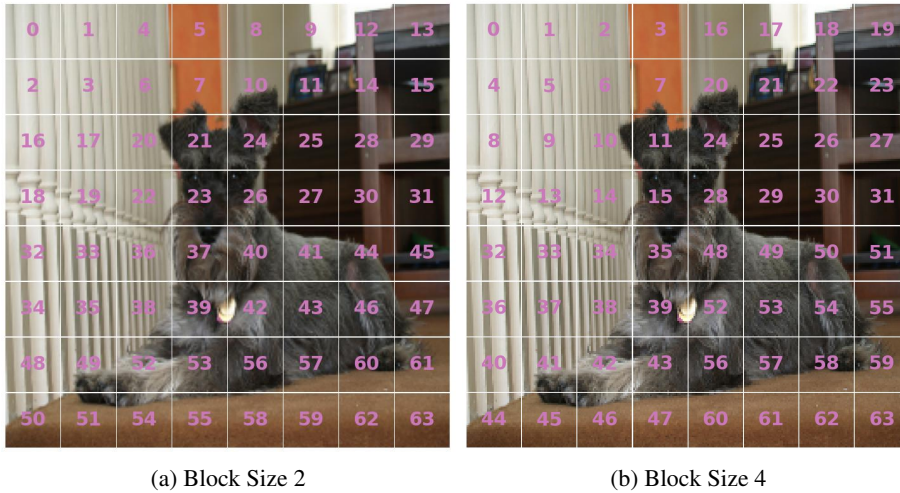 0 1 4 5 8 9 12 13 0 1 2 3 16 17 18 19
2 3 6 7 10 11 14 15 4 5 6 7 20 21 22 23
16 17 20 21 24 25 28 29 8 9 10 11 24 25 26 27
18 19 22 23 26 27 30 31 12 13 14 15 28 29 30 31
32 33 36 37 40 41 44 45 32 33 34 35 48 49 50 51
34 35 38 39 42 43 46 47 36 37 38 39 52 53 54 55
48 49 52 53 56 57 60 61 40 41 42 43 56 57 58 59
50 51 54 55 58 59 62 63 44 45 46 47 60 61 62 63
(a) Block Size 2 (b) Block Size 4